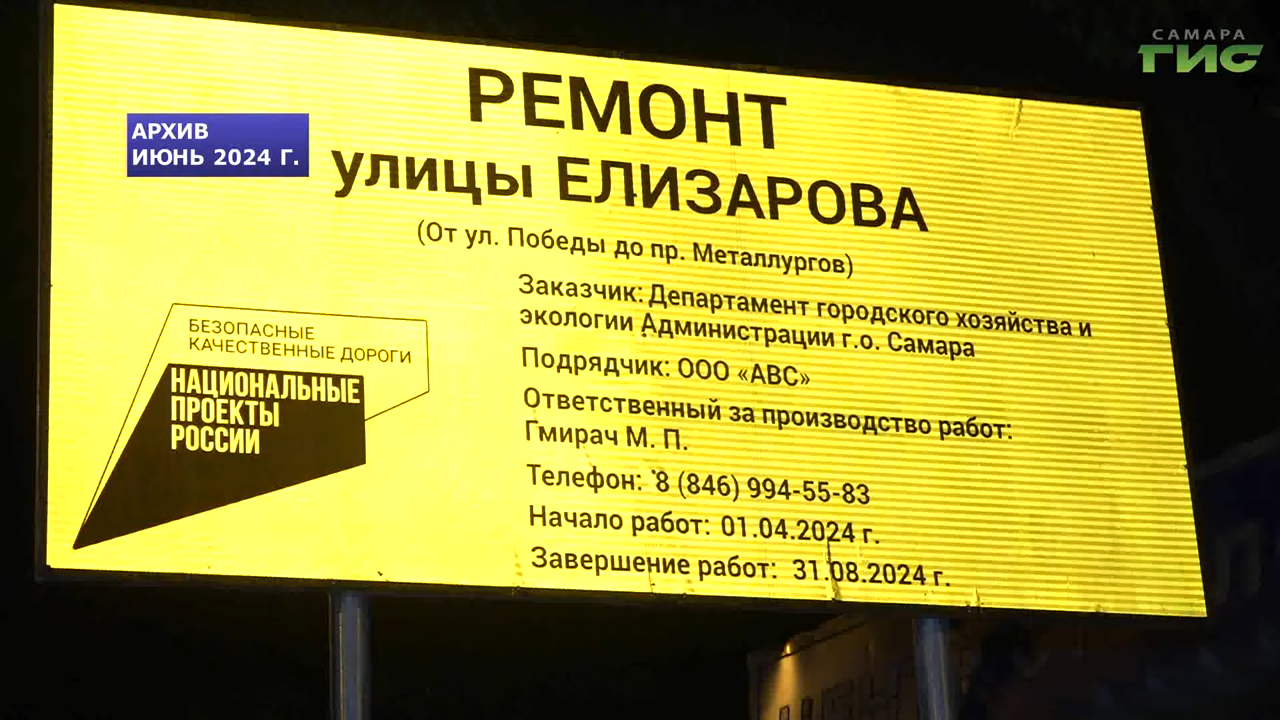 САМАРА
ГИС
АРХИВ
ИЮНЬ 2024 Г.
РЕМОНТ
улицы ЕЛИЗАРОВА
(От ул. Победы до пр. Металлургов)
Заказчик: Департамент городского хозяйства и
экологии Администрации г.о. Самара
Подрядчик: ООО «АВС»
Ответственный за производство работ:
Гмирач М. П.
Телефон: 8 (846) 994-55-83
Начало работ: 01.04.2024 г.
Завершение работ: 31.08.2024 г.
БЕЗОПАСНЫЕ
КАЧЕСТВЕННЫЕ ДОРОГИ
НАЦИОНАЛЬНЫЕ
ПРОЕКТЫ
РОССИИ